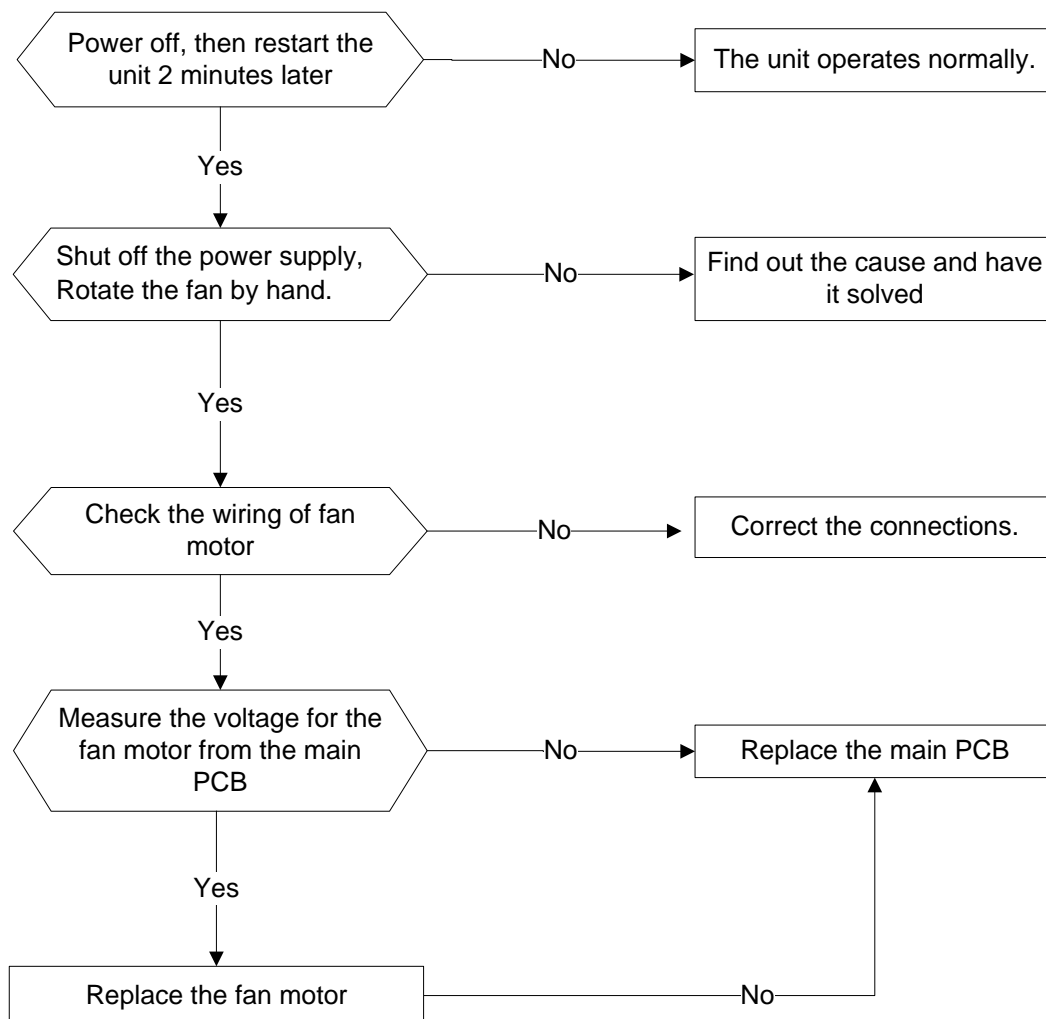 Power off, then restart the
unit 2 minutes later
No
The unit operates normally.
Yes
Shut off the power supply,
Rotate the fan by hand.
No
Find out the cause and have
it solved
Yes
Check the wiring of fan
motor
No
Correct the connections.
Yes
Measure the voltage for the
fan motor from the main
PCB
No
Replace the main PCB
Yes
Replace the fan motor
No